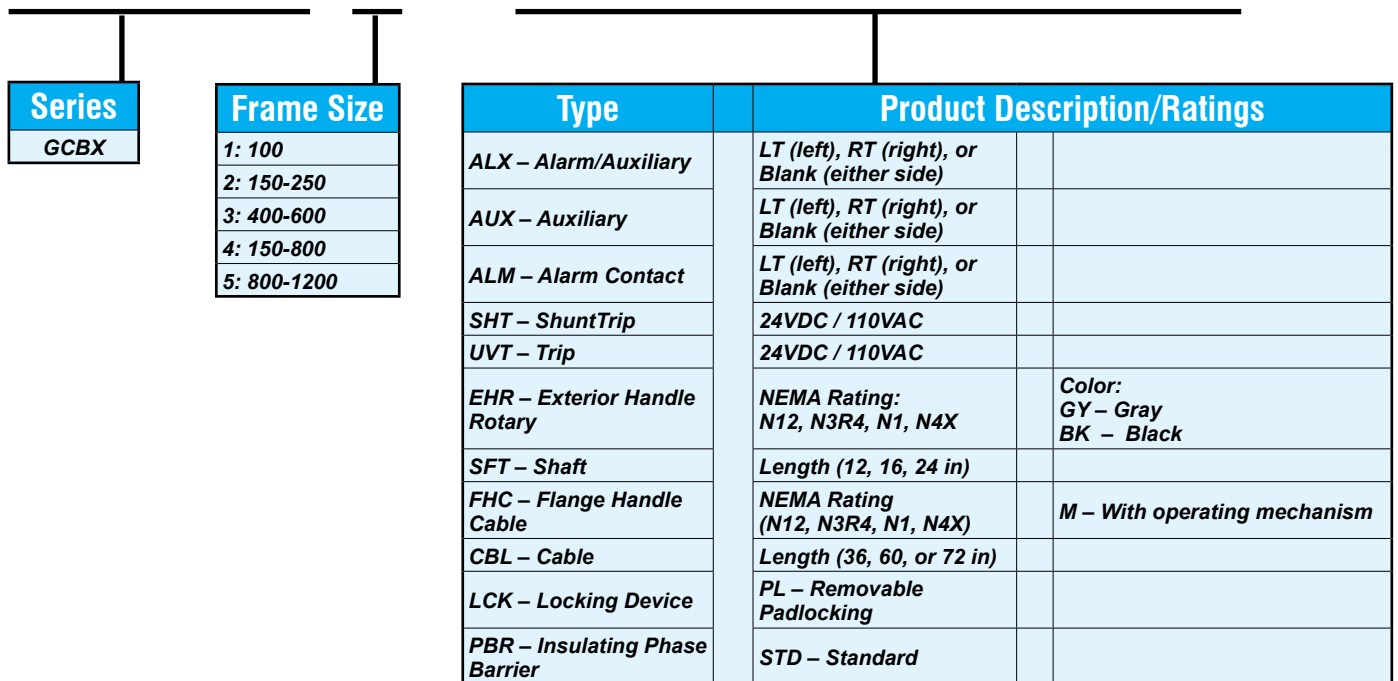 Series
GCBX
Frame Size
1: 100
2: 150-250
3: 400-600
4: 150-800
5: 800-1200
Type
Product Description/Ratings
ALX – Alarm/Auxiliary
LT (left), RT (right), or
Blank (either side)
AUX – Auxiliary
LT (left), RT (right), or
Blank (either side)
ALM – Alarm Contact
LT (left), RT (right), or
Blank (either side)
SHT – ShuntTrip
24VDC / 110VAC
UVT – Trip
24VDC / 110VAC
EHR – Exterior Handle
Rotary
NEMA Rating:
N12, N3R4, N1, N4X
Color:
GY – Gray
BK – Black
SFT – Shaft
Length (12, 16, 24 in)
FHC – Flange Handle
Cable
NEMA Rating
(N12, N3R4, N1, N4X)
M – With operating mechanism
CBL – Cable
Length (36, 60, or 72 in)
LCK – Locking Device
PL – Removable
Padlocking
PBR – Insulating Phase
Barrier
STD – Standard